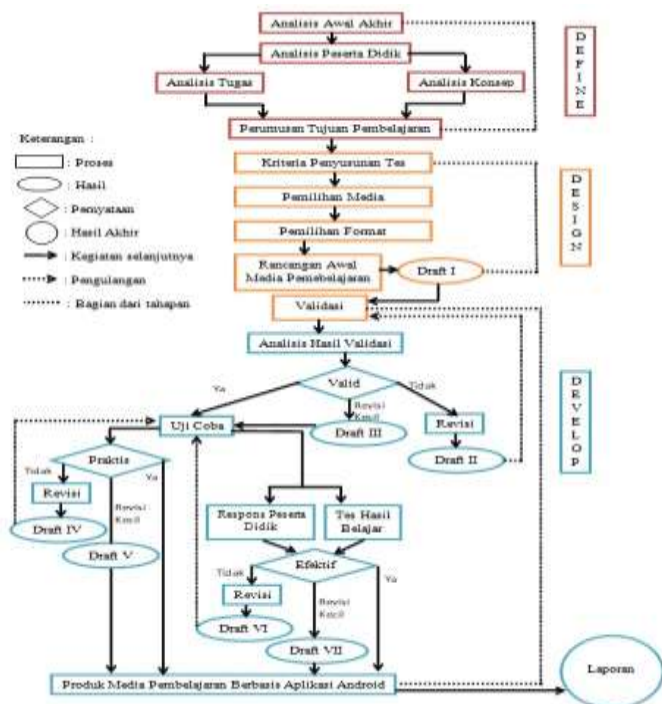 Analisis Awal Akhir
Analisis Peserta Didik
Analisis Tugas
Analisis Konsep
Perumusan Tujuan Pembelajaran
DEFINE
Keterangan :
: Proses
: Hasil
: Pernyataan
: Hasil Akhir
: Kegiatan selanjutnya
: Pengulangan
: Bagian dari tahapan
Kriteria Penyusunan Tes
Pemilihan Media
Pemilihan Format
Rancangan Awal
Media Pemebelajaran
Draft I
DESIGN
Validasi
Analisis Hasil Validasi
Valid
Ya
Tidak
Revisi
Kecil
Uji Coba
Draft III
Revisi
Draft II
DEVELOP
Praktis
Tidak
Ya
Revisi
Revisi
Kecil
Draft IV
Draft V
Respons Peserta
Didik
Tes Hasil
Belajar
Efektif
Tidak
Ya
Revisi
Revisi
Kecil
Draft VI
Draft VII
Produk Media Pembelajaran Berbasis Aplikasi Android
Laporan